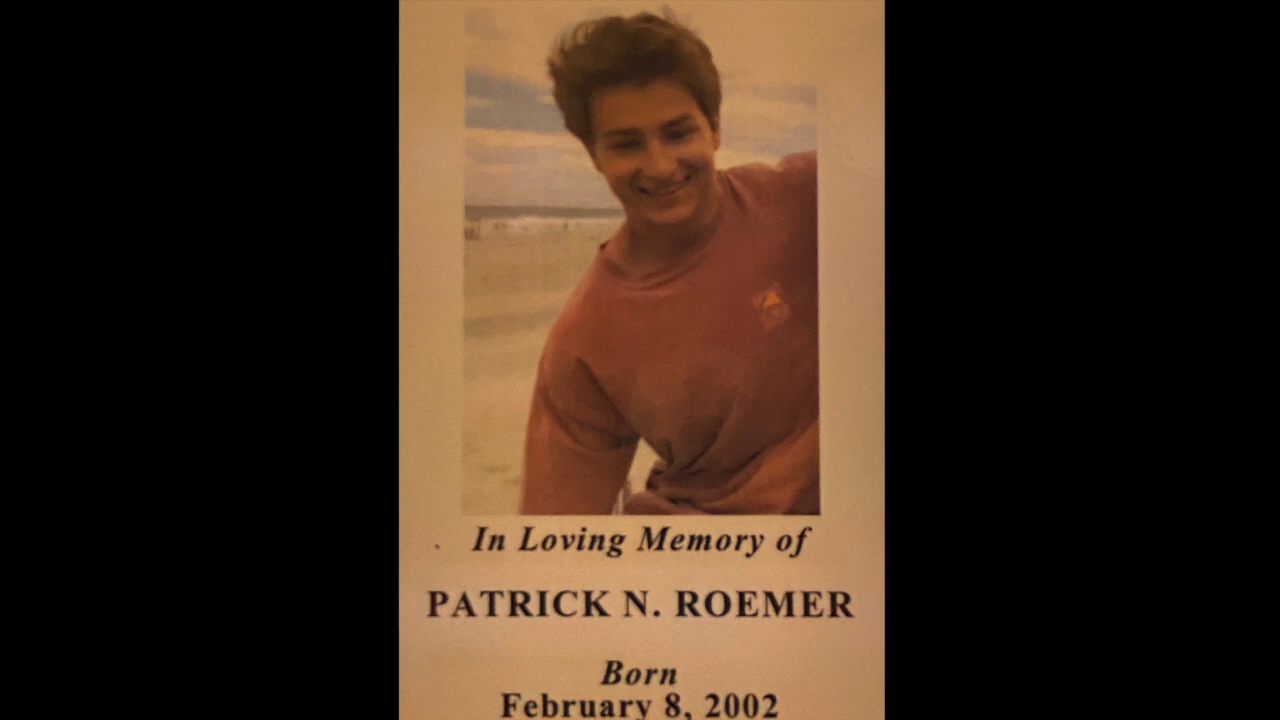 In Loving Memory of
PATRICK N. ROEMER
Born
February 8, 2002